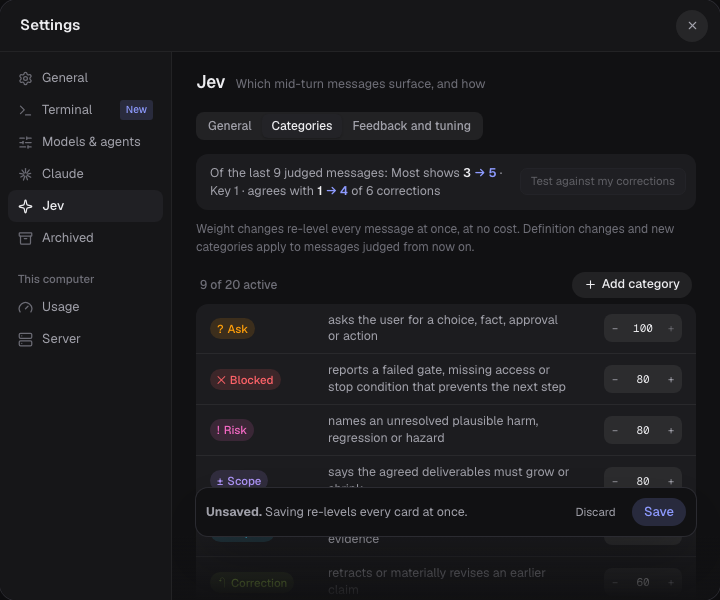 Settings
General
Terminal New
Models & agents
Claude
Jev
Archived
This computer
Usage
Server
Jev Which mid-turn messages surface, and how
General Categories Feedback and tuning
Of the last 9 judged messages: Most shows 3 → 5 ·
Key 1 · agrees with 1 → 4 of 6 corrections
Test against my corrections
Weight changes re-level every message at once, at no cost. Definition changes and new
categories apply to messages judged from now on.
9 of 20 active
+ Add category
? Ask
asks the user for a choice, fact, approval
or action
− 100 +
× Blocked
reports a failed gate, missing access or
stop condition that prevents the next step
− 80 +
! Risk
names an unresolved plausible harm,
regression or hazard
− 80 +
± Scope
says the agreed deliverables must grow or
− 80 +
Unsaved. Saving re-levels every card at once.
Discard
Save
evidence
Correction
retracts or materially revises an earlier
claim
− 60 +